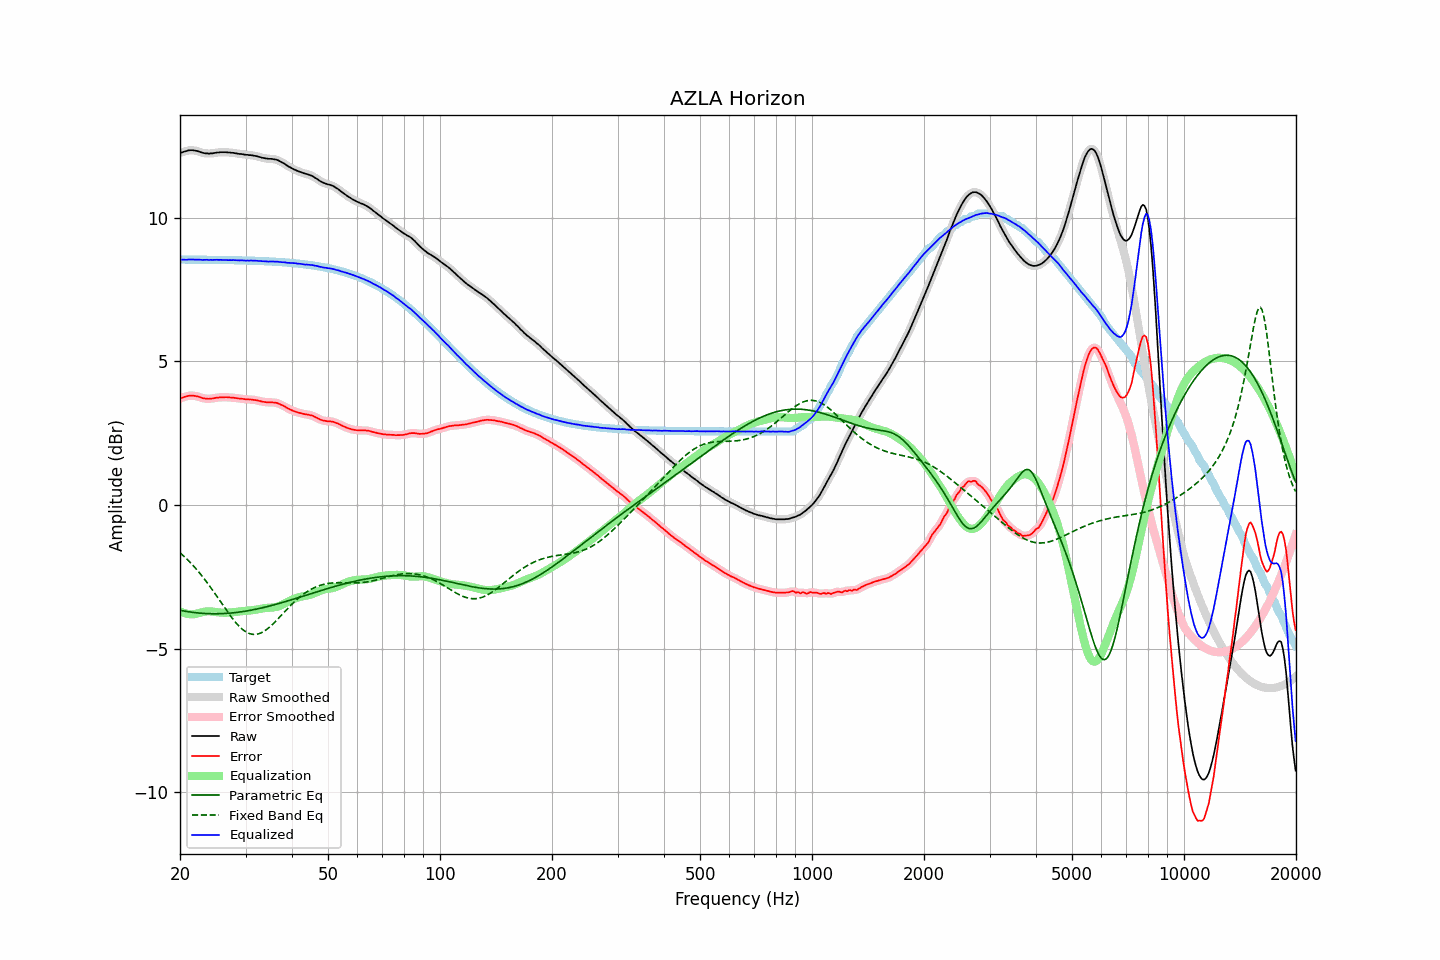 AZLA Horizon
Amplitude (dBr)
10
5
0
−5
−10
Target
Raw Smoothed
Error Smoothed
Raw
Error
Equalization
Parametric Eq
Fixed Band Eq
Equalized
20 50 100 200 500 1000 2000 5000 10000 20000
Frequency (Hz)